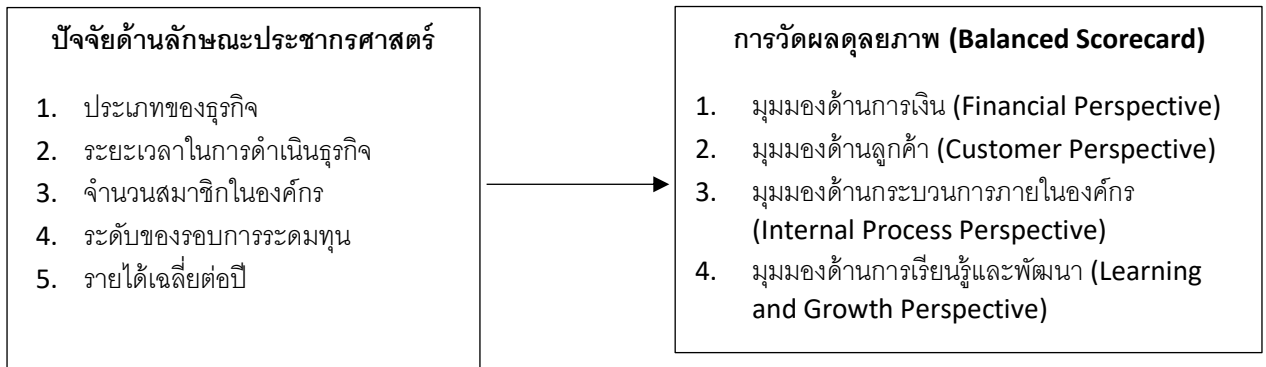 ปัจจัยด้านลักษณะประชากรศาสตร์
1. ประเภทของธุรกิจ
2. ระยะเวลาในการดำเนินธุรกิจ
3. จำนวนสมาชิกในองค์กร
4. ระดับของรอบการระดมทุน
5. รายได้เฉลี่ยต่อปี
การวัดผลดุลยภาพ (Balanced Scorecard)
1. มุมมองด้านการเงิน (Financial Perspective)
2. มุมมองด้านลูกค้า (Customer Perspective)
3. มุมมองด้านกระบวนการภายในองค์กร
(Internal Process Perspective)
4. มุมมองด้านการเรียนรู้และพัฒนา (Learning
and Growth Perspective)